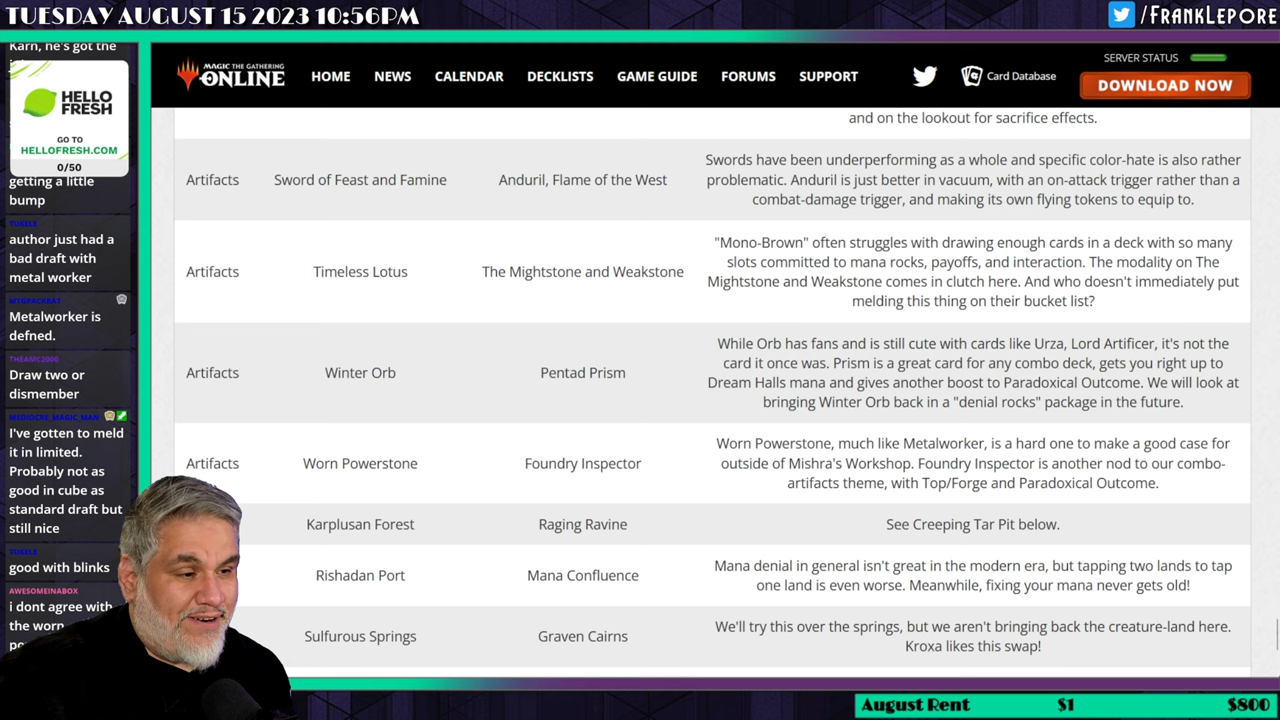 TUESDAY AUGUST 15 2023 10:56PM
/FRANKLEPORE
Karn, he's got the
HELLO
FRESH
GO TO
HELLOFRESH.COM
0/50
getting a little
bump
TUKELE
author just had a
bad draft with
metal worker
MTGPACKRAT
Metalworker is
defned.
THEAMC2000
Draw two or
dismember
MEDIOCRE_MAGIC_MAN
I've gotten to meld
it in limited.
Probably not as
good in cube as
standard draft but
still nice
TUKELE
good with blinks
AWESOMEINABOX
i dont agree with
the worn
MAGIC THE GATHERING
ONLINE
HOME NEWS CALENDAR DECKLISTS GAME GUIDE FORUMS SUPPORT
Card Database
SERVER STATUS
DOWNLOAD NOW
and on the lookout for sacrifice effects.
Artifacts Sword of Feast and Famine Anduril, Flame of the West
Swords have been underperforming as a whole and specific color-hate is also rather
problematic. Anduril is just better in vacuum, with an on-attack trigger rather than a
combat-damage trigger, and making its own flying tokens to equip to.
Artifacts Timeless Lotus The Mightstone and Weakstone
"Mono-Brown" often struggles with drawing enough cards in a deck with so many
slots committed to mana rocks, payoffs, and interaction. The modality on The
Mightstone and Weakstone comes in clutch here. And who doesn't immediately put
melding this thing on their bucket list?
Artifacts Winter Orb Pentad Prism
While Orb has fans and is still cute with cards like Urza, Lord Artificer, it's not the
card it once was. Prism is a great card for any combo deck, gets you right up to
Dream Halls mana and gives another boost to Paradoxical Outcome. We will look at
bringing Winter Orb back in a "denial rocks" package in the future.
Artifacts Worn Powerstone Foundry Inspector
Worn Powerstone, much like Metalworker, is a hard one to make a good case for
outside of Mishra's Workshop. Foundry Inspector is another nod to our combo-
artifacts theme, with Top/Forge and Paradoxical Outcome.
Karplusan Forest Raging Ravine See Creeping Tar Pit below.
Rishadan Port Mana Confluence
Mana denial in general isn't great in the modern era, but tapping two lands to tap
one land is even worse. Meanwhile, fixing your mana never gets old!
Sulfurous Springs Graven Cairns
We'll try this over the springs, but we aren't bringing back the creature-land here.
Kroxa likes this swap!
August Rent $1 $800